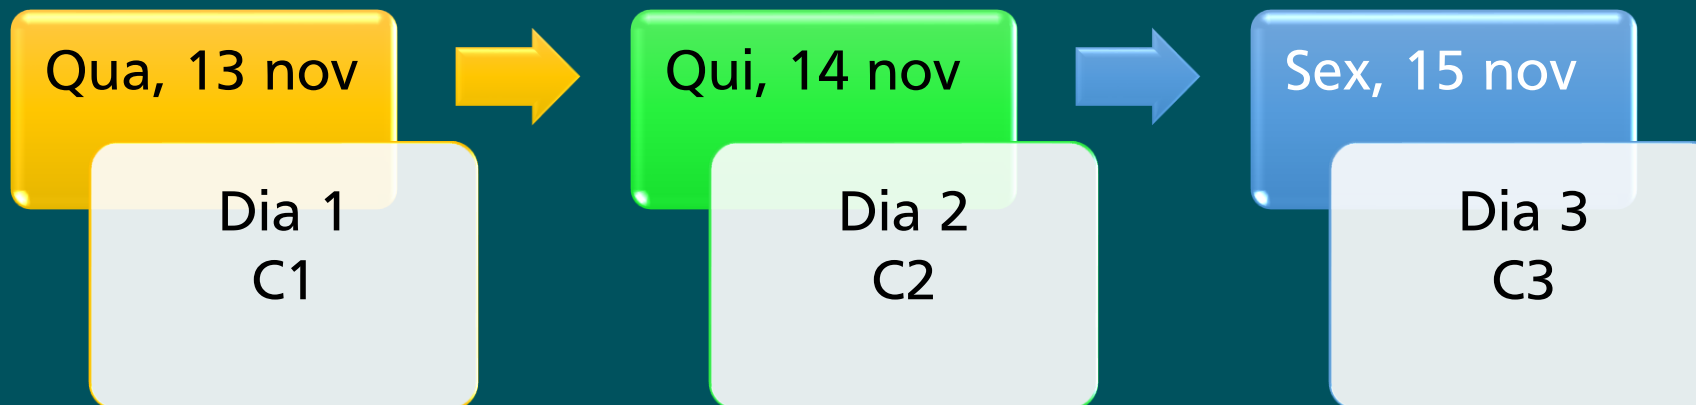 Qua, 13 nov
Dia 1
C1
Qui, 14 nov
Dia 2
C2
Sex, 15 nov
Dia 3
C3